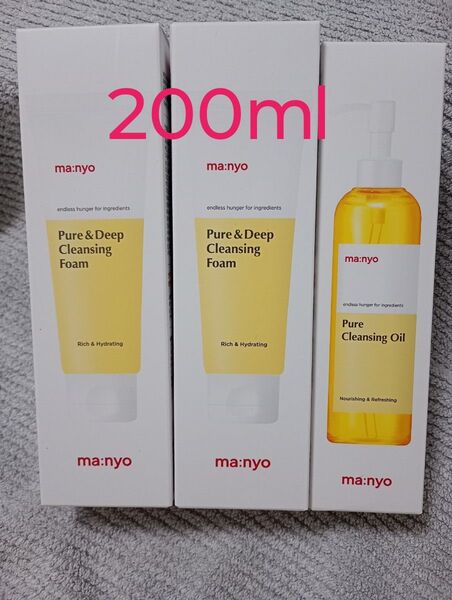 200ml
ma:nyo
endless hunger for ingredients
Pure & Deep
Cleansing
Foam
Rich & Hydrating
ma:nyo
ma:nyo
endless hunger for ingredients
Pure & Deep
Cleansing
Foam
Rich & Hydrating
ma:nyo
ma:nyo
endless hunger for ingredients
Pure
Cleansing Oil
Nourishing & Refreshing
ma:nyo